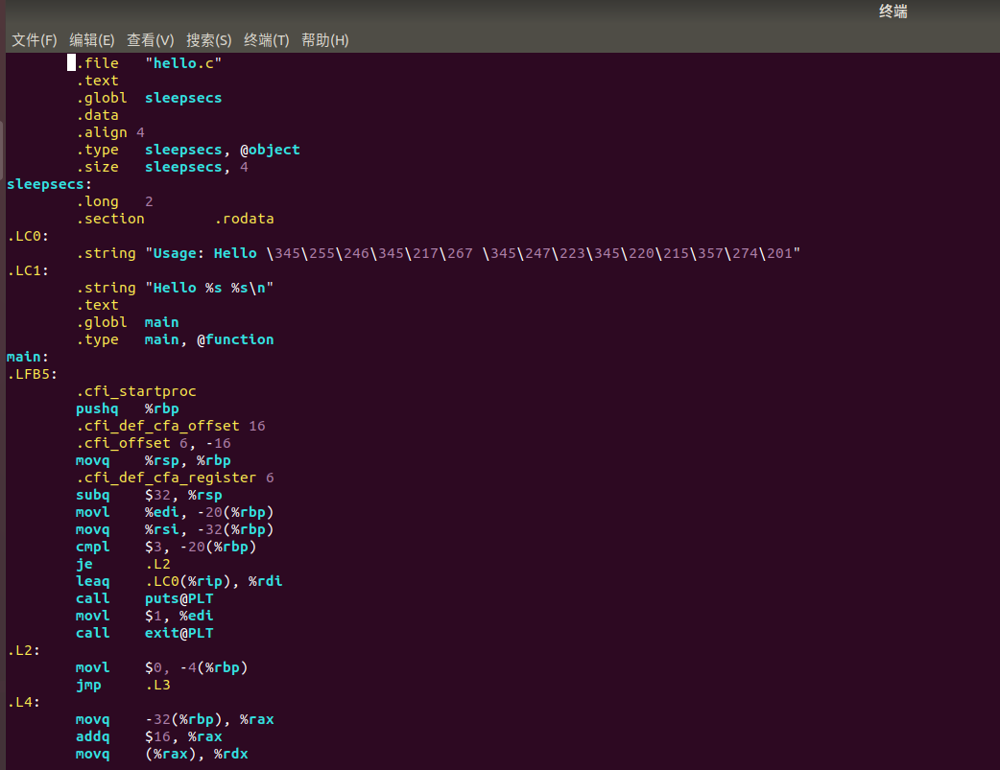 终端
文件(F) 编辑(E) 查看(V) 搜索(S) 终端(T) 帮助(H)
.file "hello.c"
.text
.globl sleepsecs
.data
.align 4
.type sleepsecs, @object
.size sleepsecs, 4
sleepsecs:
.long 2
.section .rodata
.LC0:
.string "Usage: Hello \345\255\246\345\217\267 \345\247\223\345\220\215\357\274\201"
.LC1:
.string "Hello %s %s\n"
.text
.globl main
.type main, @function
main:
.LFB5:
.cfi_startproc
pushq %rbp
.cfi_def_cfa_offset 16
.cfi_offset 6, -16
movq %rsp, %rbp
.cfi_def_cfa_register 6
subq $32, %rsp
movl %edi, -20(%rbp)
movq %rsi, -32(%rbp)
cmpl $3, -20(%rbp)
je .L2
leaq .LC0(%rip), %rdi
call puts@PLT
movl $1, %edi
call exit@PLT
.L2:
movl $0, -4(%rbp)
jmp .L3
.L4:
movq -32(%rbp), %rax
addq $16, %rax
movq (%rax), %rdx